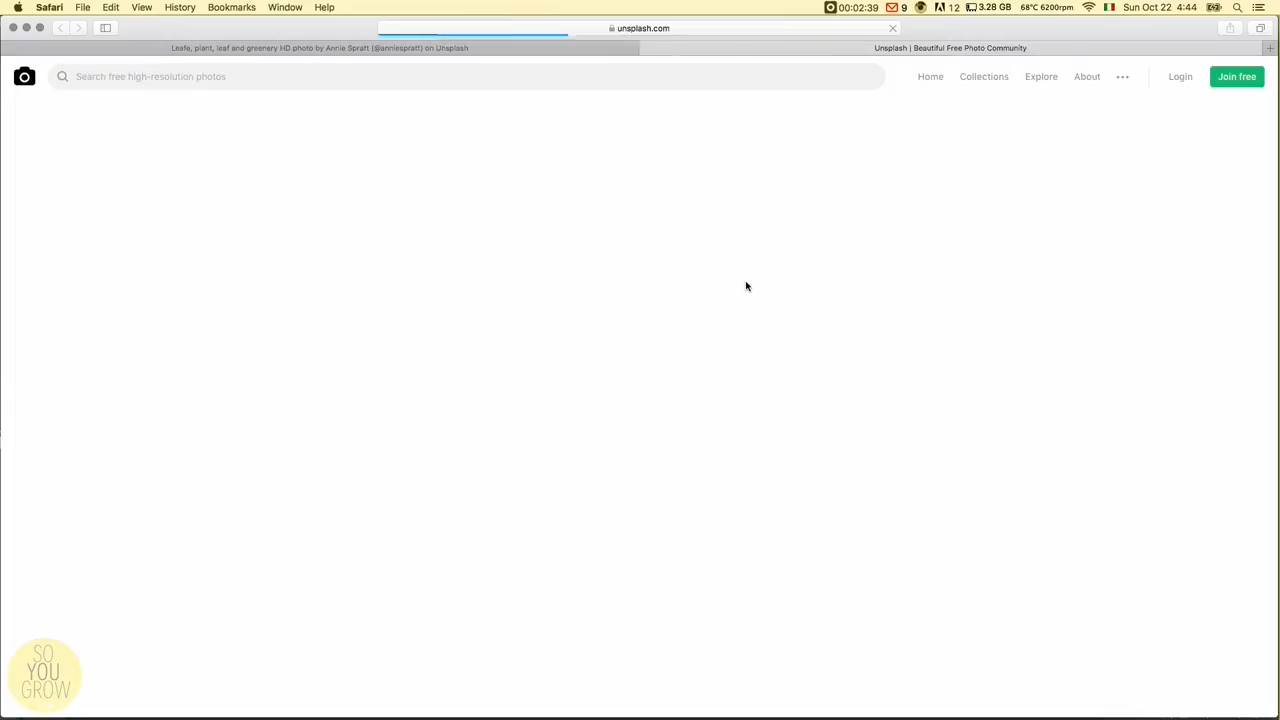 Safari File Edit View History Bookmarks Window Help 00:02:39 9 12 3.28 GB 68°C 6200rpm Sun Oct 22 4:44
unsplash.com
Leafe, plant, leaf and greenery HD photo by Annie Spratt (@anniespratt) on Unsplash
Unsplash | Beautiful Free Photo Community
Search free high-resolution photos
Home Collections Explore About Login Join free
SO
YOU
GROW